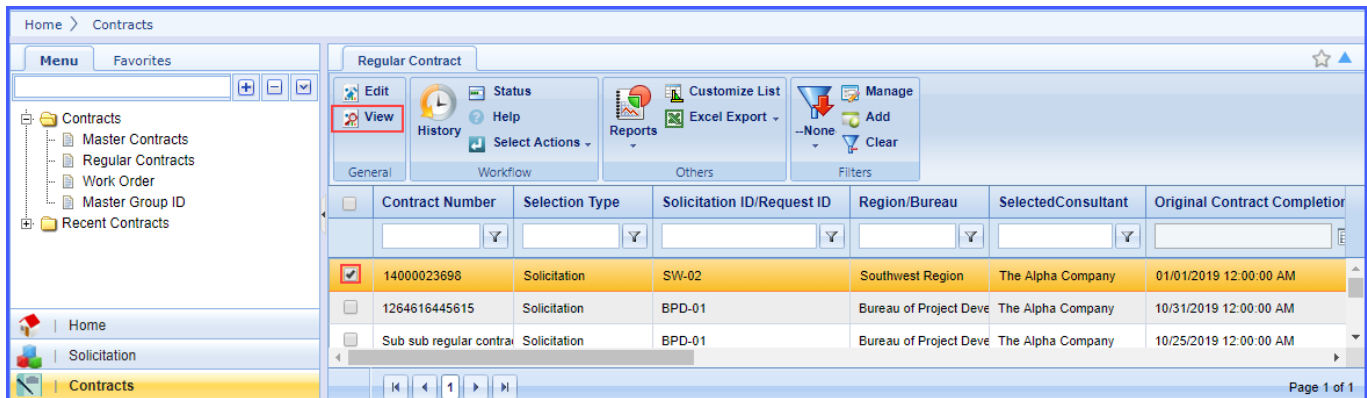 Home > Contracts
Menu Favorites
Contracts
Master Contracts
Regular Contracts
Work Order
Master Group ID
Recent Contracts
| Home
| Solicitation
| Contracts
Regular Contract
Edit
View
General
History
Status
Help
Select Actions
Workflow
Reports
Customize List
Excel Export
Others
--None
Manage
Add
Clear
Filters
Contract Number Selection Type Solicitation ID/Request ID Region/Bureau SelectedConsultant Original Contract Completion
14000023698 Solicitation SW-02 Southwest Region The Alpha Company 01/01/2019 12:00:00 AM
1264616445615 Solicitation BPD-01 Bureau of Project Deve The Alpha Company 10/31/2019 12:00:00 AM
Sub sub regular contra Solicitation BPD-01 Bureau of Project Deve The Alpha Company 10/25/2019 12:00:00 AM
1
Page 1 of 1